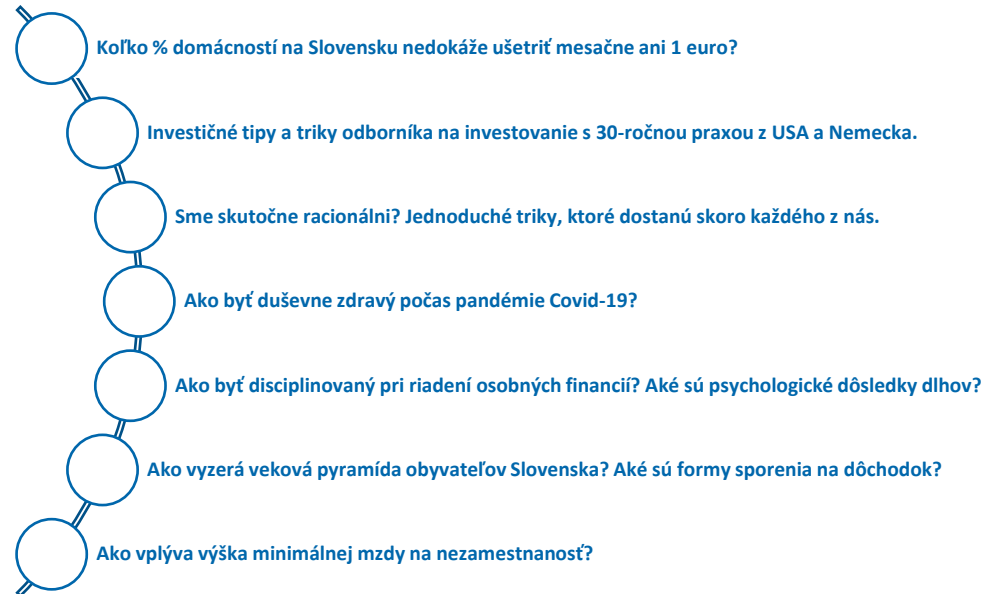 Koľko % domácností na Slovensku nedokáže ušetriť mesačne ani 1 euro?
Investičné tipy a triky odborníka na investovanie s 30-ročnou praxou z USA a Nemecka.
Sme skutočne racionálni? Jednoduché triky, ktoré dostanú skoro každého z nás.
Ako byť duševne zdravý počas pandémie Covid-19?
Ako byť disciplinovaný pri riadení osobných financií? Aké sú psychologické dôsledky dlhov?
Ako vyzerá veková pyramída obyvateľov Slovenska? Aké sú formy sporenia na dôchodok?
Ako vplýva výška minimálnej mzdy na nezamestnanosť?